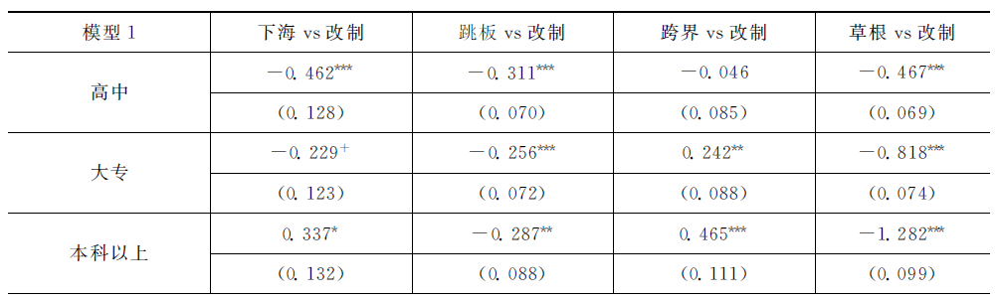 模型1 下海 vs 改制 跳板 vs 改制 跨界 vs 改制 草根 vs 改制
高中 −0.462*** −0.311*** −0.046 −0.467***
(0.128) (0.070) (0.085) (0.069)
大专 −0.229+ −0.256*** 0.242** −0.818***
(0.123) (0.072) (0.088) (0.074)
本科以上 0.337* −0.287** 0.465*** −1.282***
(0.132) (0.088) (0.111) (0.099)